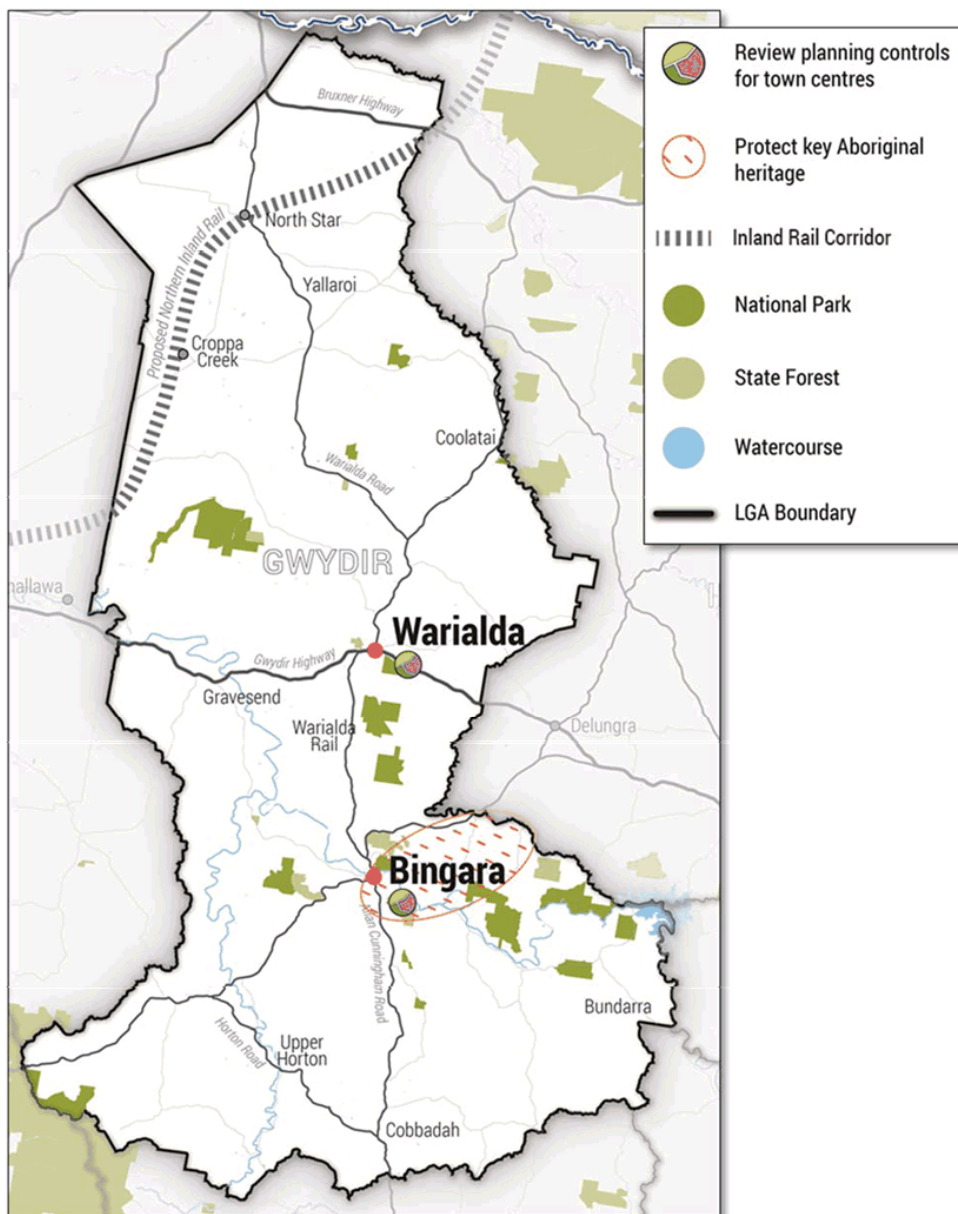 Bruxner Highway
North Star
Proposed Northern Inland Rail
Yallaroi
Croppa
Creek
Coolatai
Warialda Road
GWYDIR
Warialda
Gwydir Highway
Gravesend
Warialda
Rail
Delungra
Bingara
Allan Cunningham Road
Bundarra
Horton Road
Upper
Horton
Cobbadah
Review planning controls
for town centres
Protect key Aboriginal
heritage
Inland Rail Corridor
National Park
State Forest
Watercourse
LGA Boundary